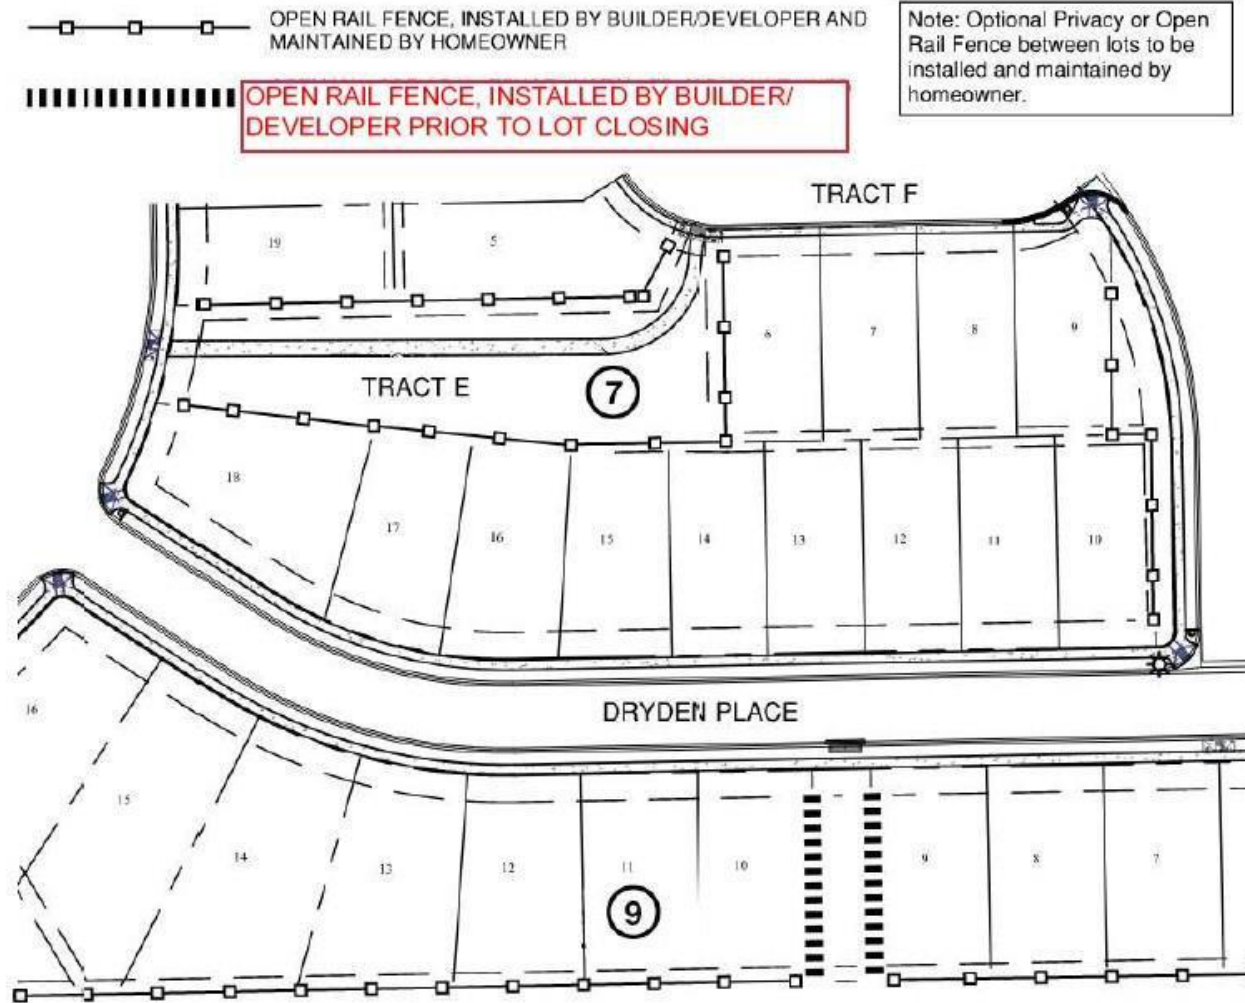 OPEN RAIL FENCE, INSTALLED BY BUILDER/DEVELOPER AND
MAINTAINED BY HOMEOWNER
Note: Optional Privacy or Open
Rail Fence between lots to be
installed and maintained by
homeowner.
OPEN RAIL FENCE, INSTALLED BY BUILDER/
DEVELOPER PRIOR TO LOT CLOSING
TRACT F
19
5
6
7
8
9
TRACT E
7
18
17
16
15
14
13
12
11
10
DRYDEN PLACE
16
15
14
13
12
11
10
9
8
7
9